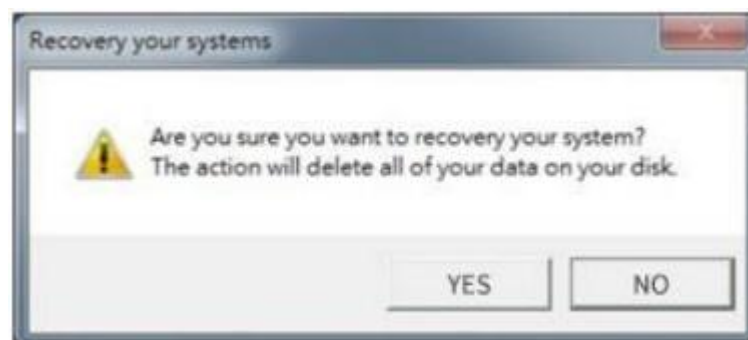 Recovery your systems
Are you sure you want to recovery your system?
The action will delete all of your data on your disk.
YES
NO